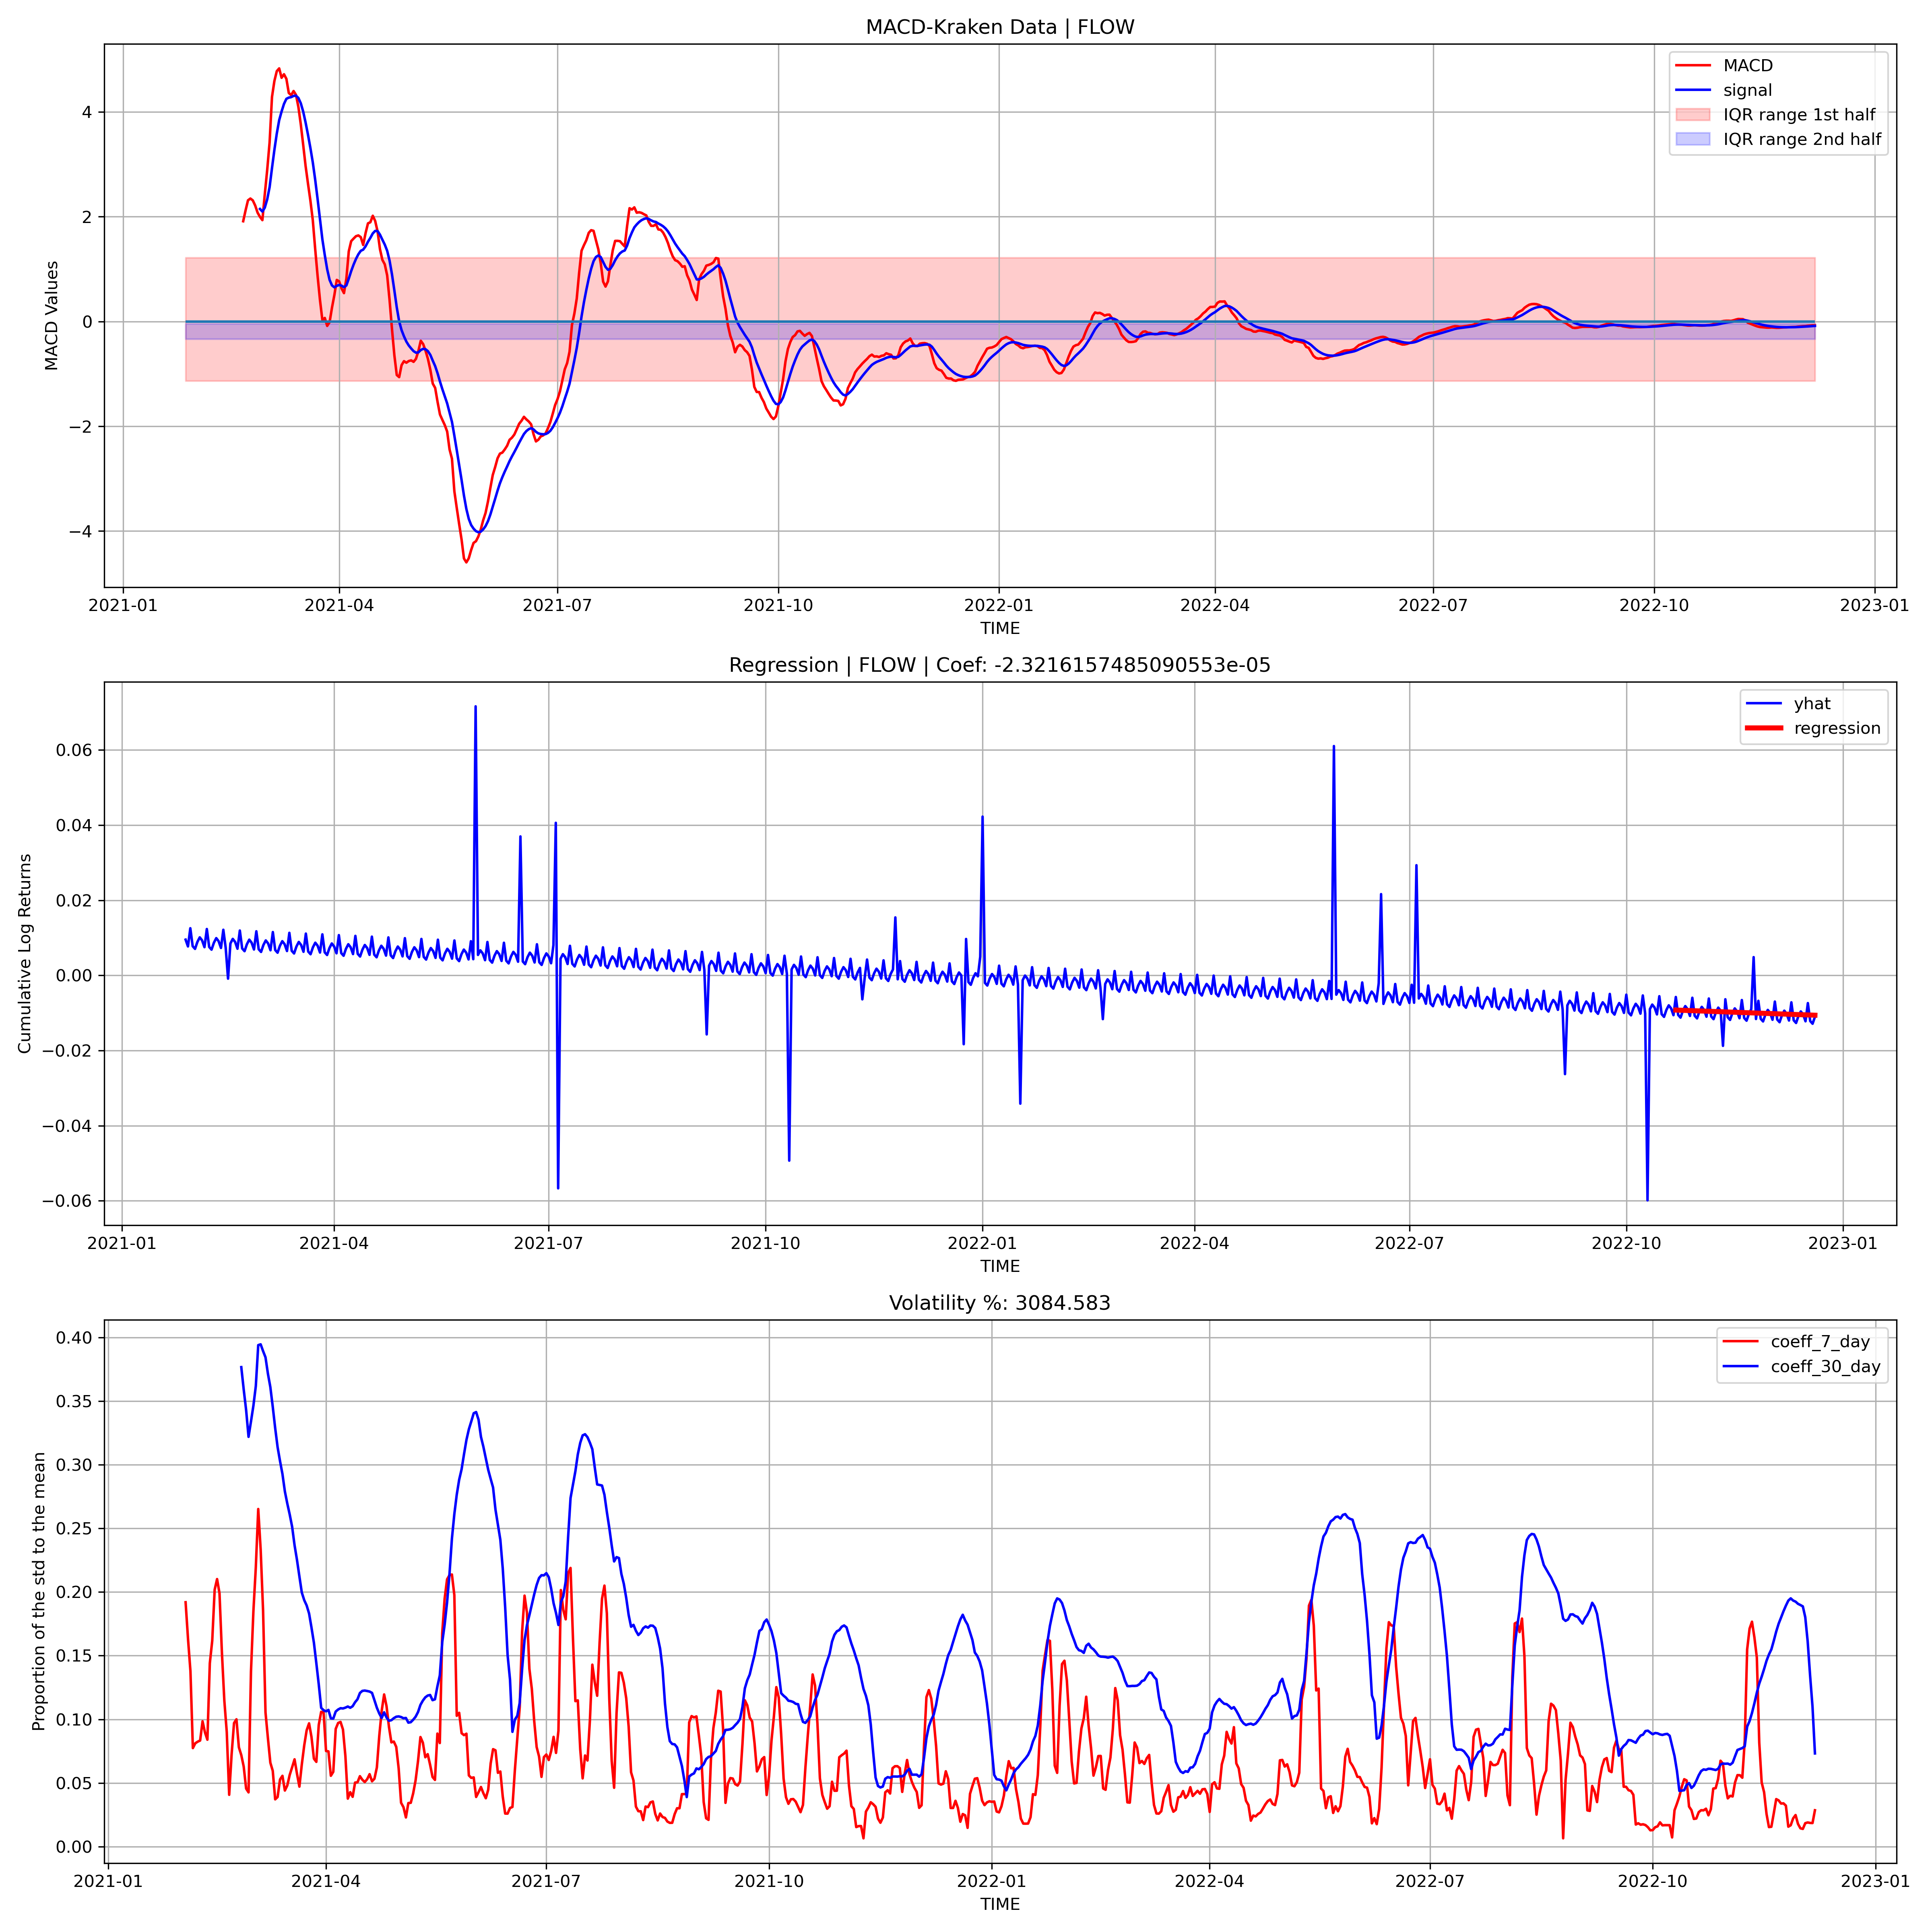 MACD-Kraken Data | FLOW
MACD Values
4
2
0
−2
−4
MACD
signal
IQR range 1st half
IQR range 2nd half
2021-01 2021-04 2021-07 2021-10 2022-01 2022-04 2022-07 2022-10 2023-01
TIME
Regression | FLOW | Coef: -2.3216157485090553e-05
Cumulative Log Returns
0.06
0.04
0.02
0.00
−0.02
−0.04
−0.06
yhat
regression
2021-01 2021-04 2021-07 2021-10 2022-01 2022-04 2022-07 2022-10 2023-01
TIME
Volatility %: 3084.583
Proportion of the std to the mean
0.40
0.35
0.30
0.25
0.20
0.15
0.10
0.05
0.00
coeff_7_day
coeff_30_day
2021-01 2021-04 2021-07 2021-10 2022-01 2022-04 2022-07 2022-10 2023-01
TIME